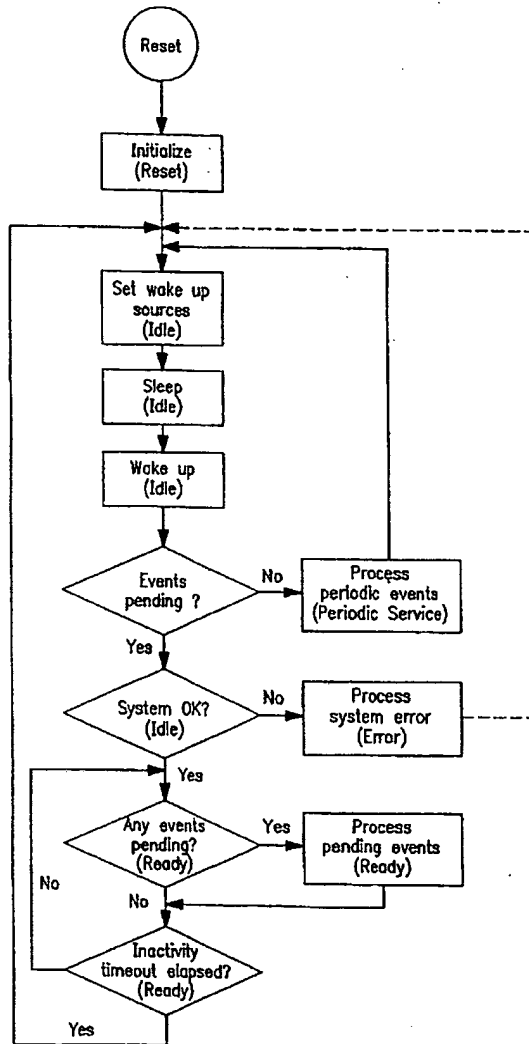 Reset
Initialize
(Reset)
Set wake up
sources
(Idle)
Sleep
(Idle)
Wake up
(Idle)
Events
pending ?
No
Process
periodic events
(Periodic Service)
Yes
System OK?
(Idle)
No
Process
system error
(Error)
Yes
Any events
pending?
(Ready)
Yes
Process
pending events
(Ready)
No
No
Inactivity
timeout elapsed?
(Ready)
Yes